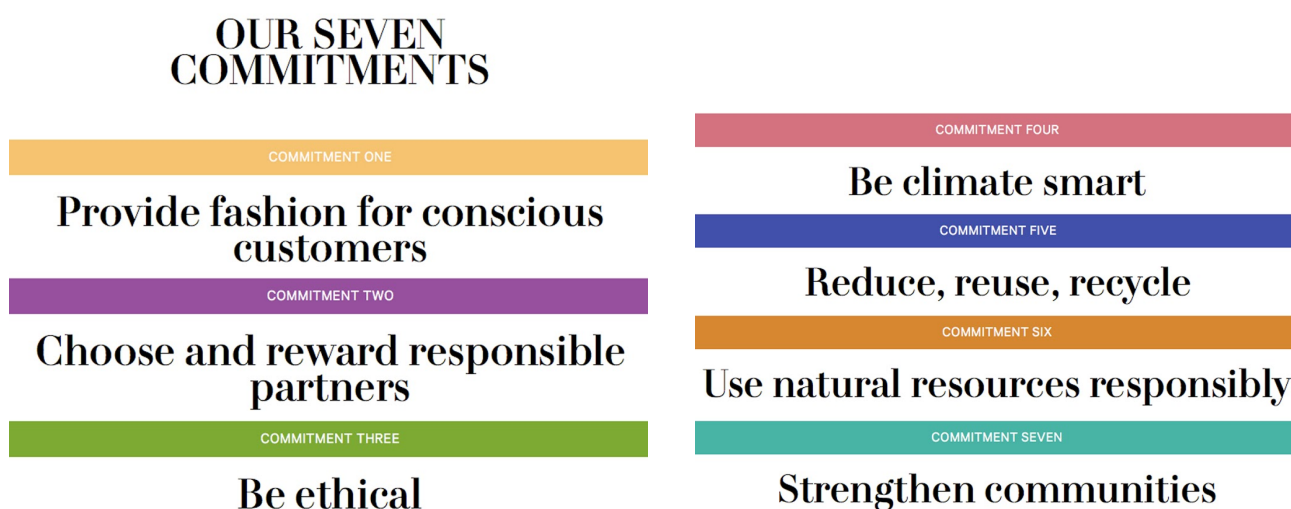 OUR SEVEN
COMMITMENTS
COMMITMENT ONE
Provide fashion for conscious
customers
COMMITMENT TWO
Choose and reward responsible
partners
COMMITMENT THREE
Be ethical
COMMITMENT FOUR
Be climate smart
COMMITMENT FIVE
Reduce, reuse, recycle
COMMITMENT SIX
Use natural resources responsibly
COMMITMENT SEVEN
Strengthen communities